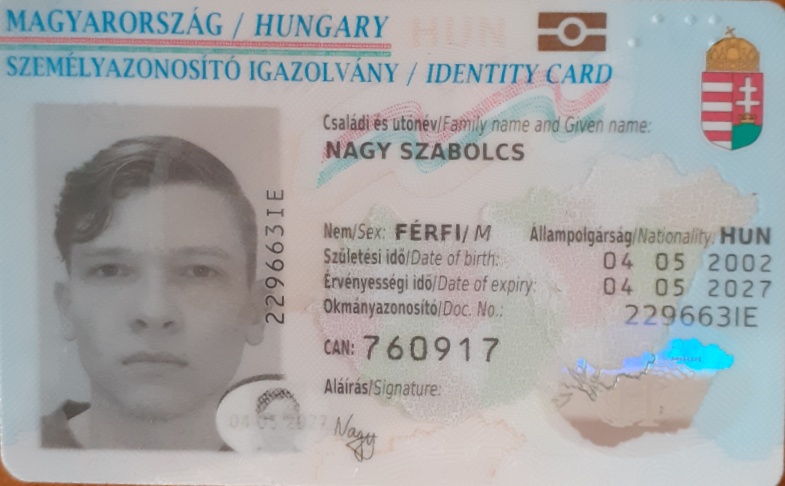 MAGYARORSZÁG / HUNGARY HUN
SZEMÉLYAZONOSÍTÓ IGAZOLVÁNY / IDENTITY CARD
Családi és utónév/Family name and Given name:
NAGY SZABOLCS
Nem/Sex: FÉRFI/ M Állampolgárság/Nationality: HUN
Születési idő/Date of birth: 04 05 2002
Érvényességi idő/Date of expiry: 04 05 2027
Okmányazonosító/Doc. No.: 229663IE
CAN: 760917
Aláírás/Signature:
Nagy
229663IE
04 05 2027